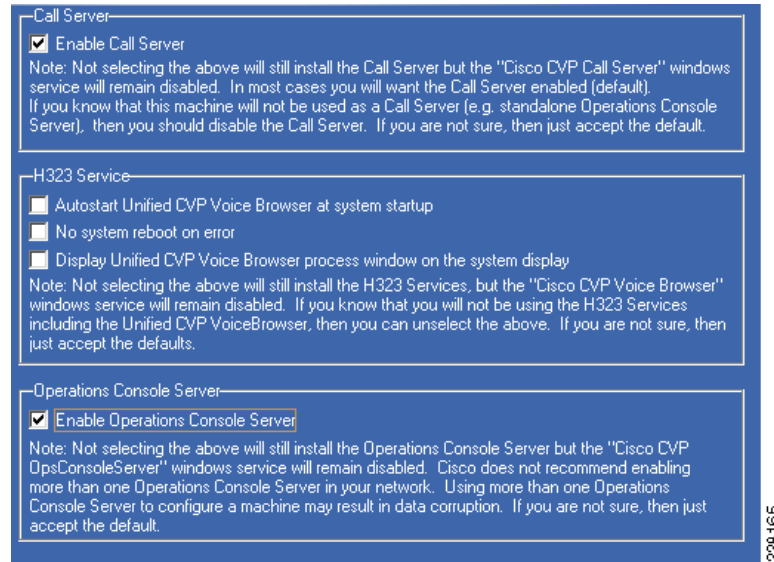 Call Server
Enable Call Server
Note: Not selecting the above will still install the Call Server but the "Cisco CVP Call Server" windows
service will remain disabled. In most cases you will want the Call Server enabled (default).
If you know that this machine will not be used as a Call Server (e.g. standalone Operations Console
Server), then you should disable the Call Server. If you are not sure, then just accept the default.
H323 Service
Autostart Unified CVP Voice Browser at system startup
No system reboot on error
Display Unified CVP Voice Browser process window on the system display
Note: Not selecting the above will still install the H323 Services, but the "Cisco CVP Voice Browser"
windows service will remain disabled. If you know that you will not be using the H323 Services
including the Unified CVP VoiceBrowser, then you can unselect the above. If you are not sure, then
just accept the defaults.
Operations Console Server
Enable Operations Console Server
Note: Not selecting the above will still install the Operations Console Server but the "Cisco CVP
OpsConsoleServer" windows service will remain disabled. Cisco does not recommend enabling
more than one Operations Console Server in your network. Using more than one Operations
Console Server to configure a machine may result in data corruption. If you are not sure, then just
accept the default.